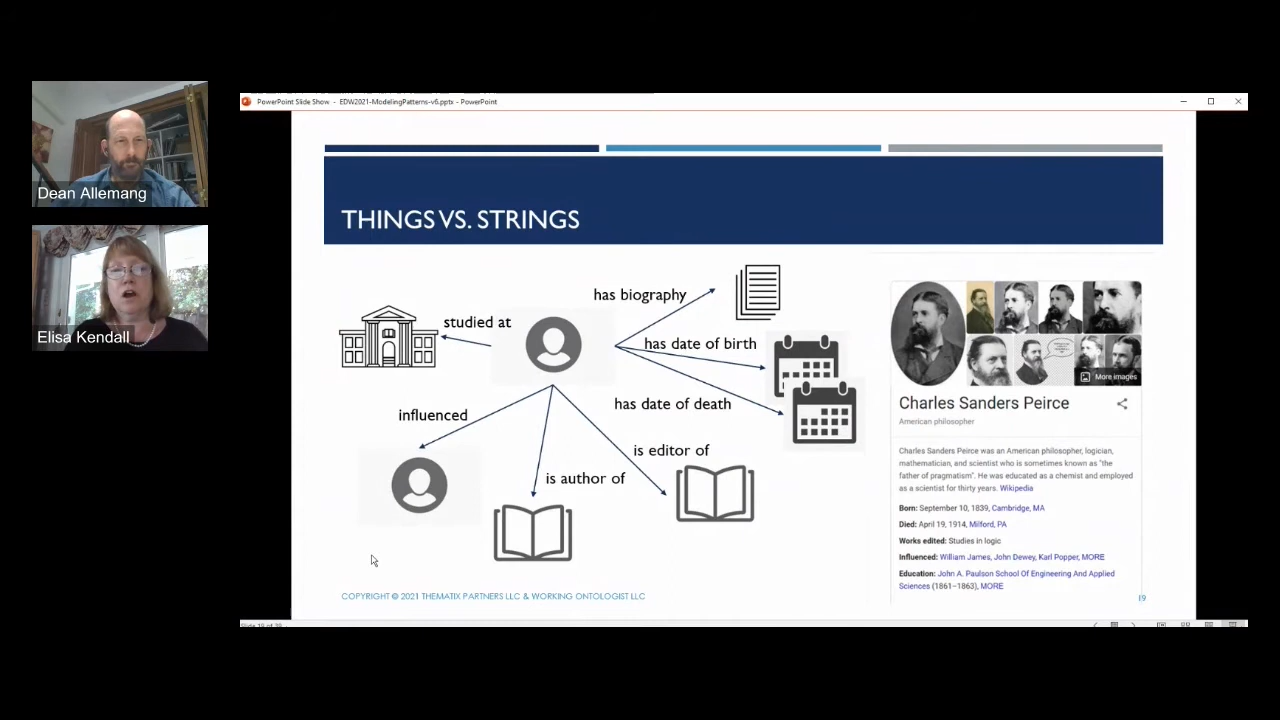 PowerPoint Slide Show - EDW2021-ModelingPatterns-v6.pptx - PowerPoint
Dean Allemang
Elisa Kendall
THINGS VS. STRINGS
has biography
studied at
has date of birth
has date of death
influenced
is editor of
is author of
More images
Charles Sanders Peirce
American philosopher
Charles Sanders Peirce was an American philosopher, logician,
mathematician, and scientist who is sometimes known as "the
father of pragmatism". He was educated as a chemist and employed
as a scientist for thirty years. Wikipedia
Born: September 10, 1839, Cambridge, MA
Died: April 19, 1914, Milford, PA
Works edited: Studies in logic
Influenced: William James, John Dewey, Karl Popper, MORE
Education: John A. Paulson School Of Engineering And Applied
Sciences (1861–1863), MORE
COPYRIGHT © 2021 THEMATIX PARTNERS LLC & WORKING ONTOLOGIST LLC
19